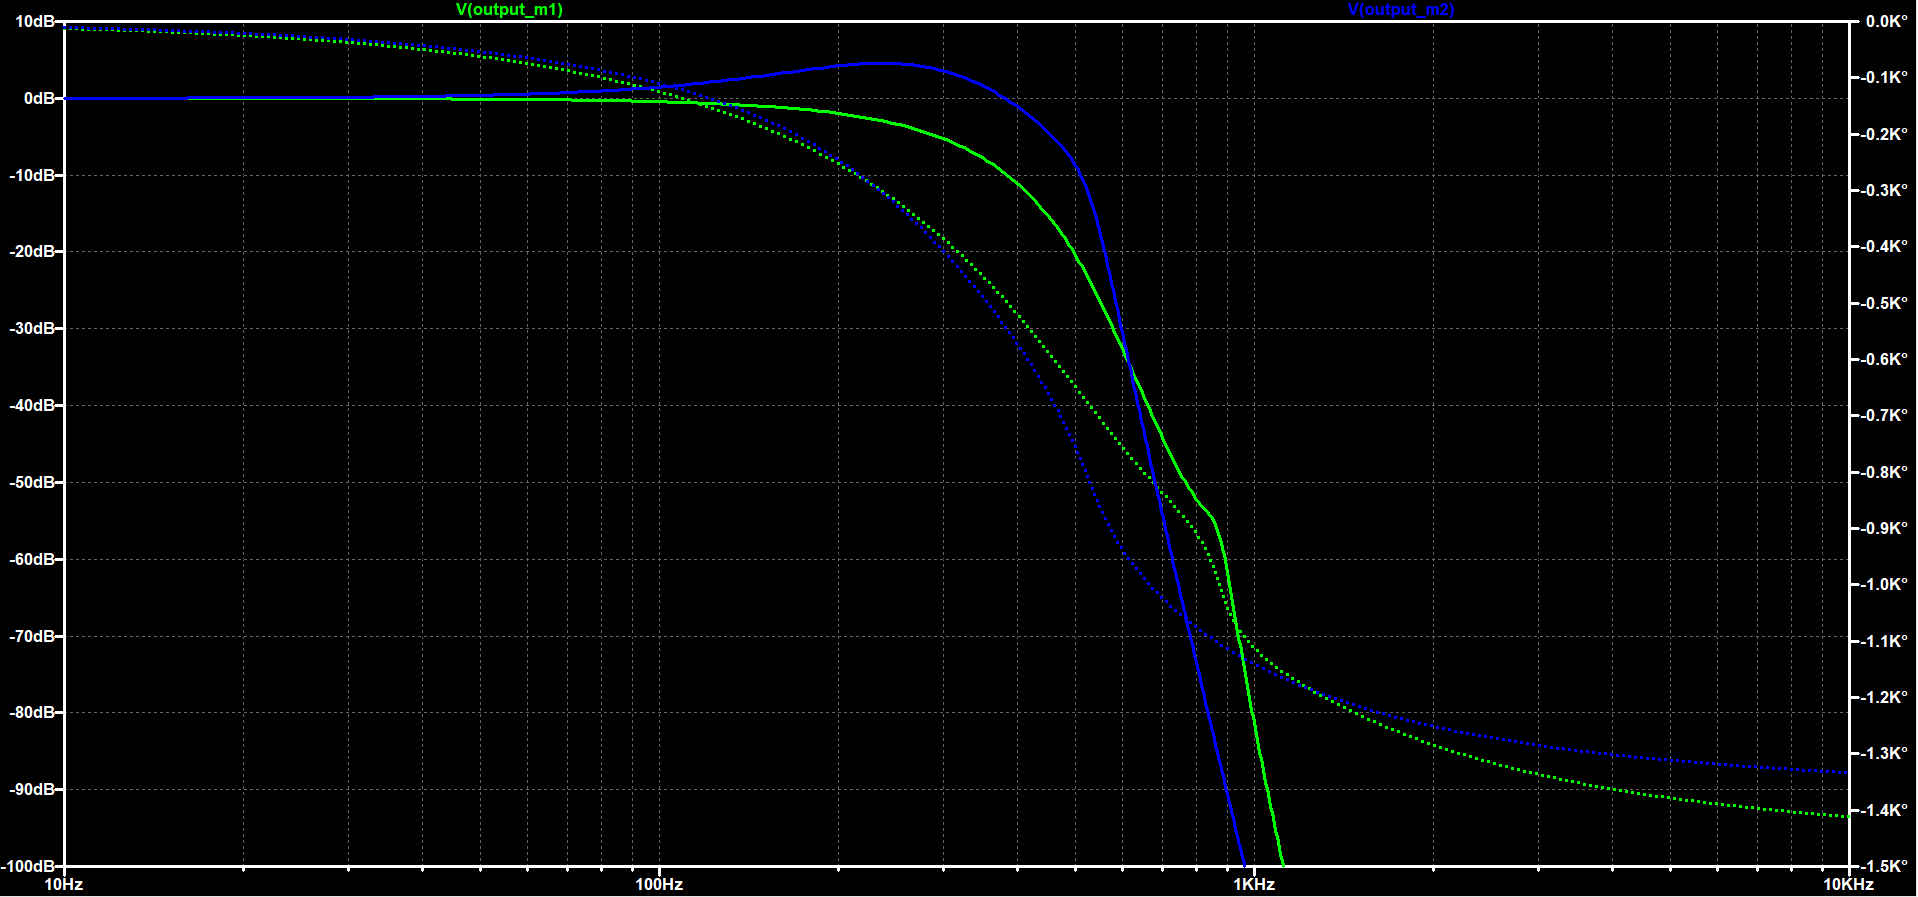 V(output_m1) V(output_m2)
10dB 0.0K°
0dB -0.1K°
-10dB -0.2K°
-20dB -0.3K°
-30dB -0.4K°
-40dB -0.5K°
-50dB -0.6K°
-60dB -0.7K°
-70dB -0.8K°
-80dB -0.9K°
-90dB -1.0K°
-100dB -1.1K°
-1.2K°
-1.3K°
-1.4K°
-1.5K°
10Hz 100Hz 1KHz 10KHz